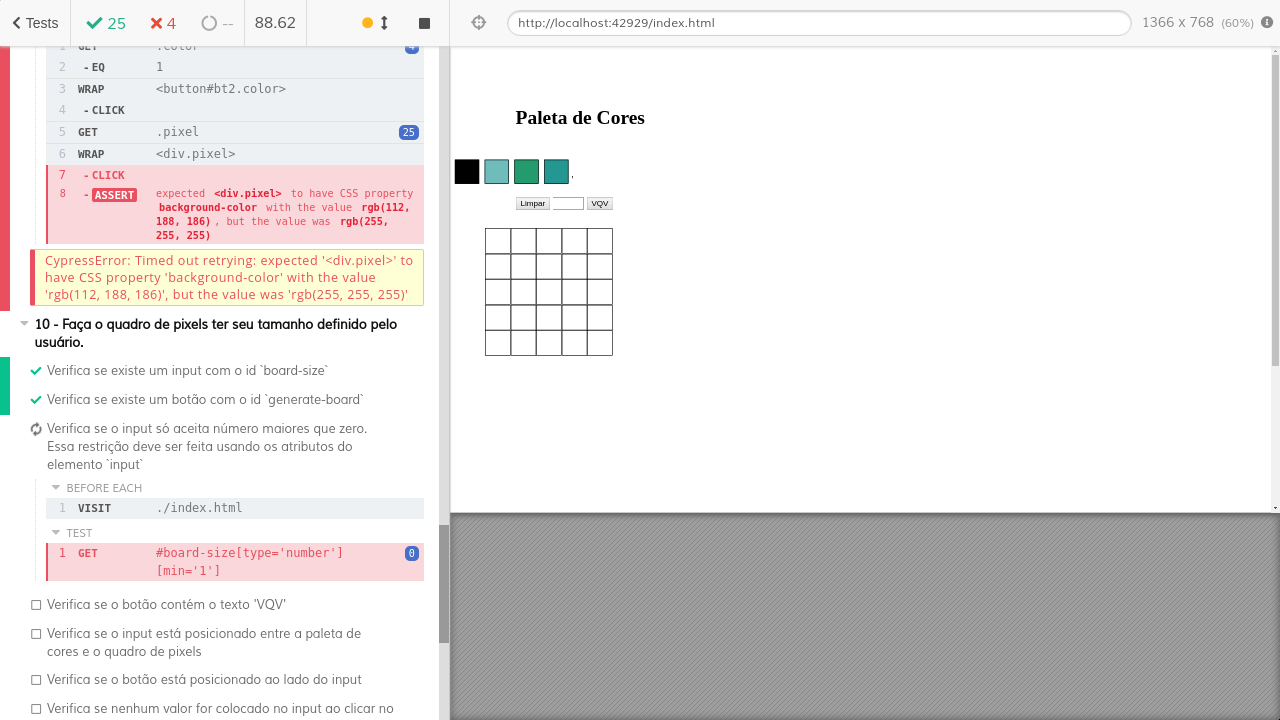 Tests 25 4 -- 88.62 http://localhost:42929/index.html 1366 x 768 (60%)
1 GET .color 4
2 - EQ 1
3 WRAP <button#bt2.color>
4 - CLICK
5 GET .pixel 25
6 WRAP <div.pixel>
7 - CLICK
8 - ASSERT expected <div.pixel> to have CSS property
background-color with the value rgb(112,
188, 186) , but the value was rgb(255,
255, 255)
CypressError: Timed out retrying: expected '<div.pixel>' to
have CSS property 'background-color' with the value
'rgb(112, 188, 186)', but the value was 'rgb(255, 255, 255)'
10 - Faça o quadro de pixels ter seu tamanho definido pelo
usuário.
Verifica se existe um input com o id `board-size`
Verifica se existe um botão com o id `generate-board`
Verifica se o input só aceita número maiores que zero.
Essa restrição deve ser feita usando os atributos do
elemento `input`
BEFORE EACH
1 VISIT ./index.html
TEST
1 GET #board-size[type='number'] 0
[min='1']
Verifica se o botão contém o texto 'VQV'
Verifica se o input está posicionado entre a paleta de
cores e o quadro de pixels
Verifica se o botão está posicionado ao lado do input
Verifica se nenhum valor for colocado no input ao clicar no
Paleta de Cores
,
Limpar VQV